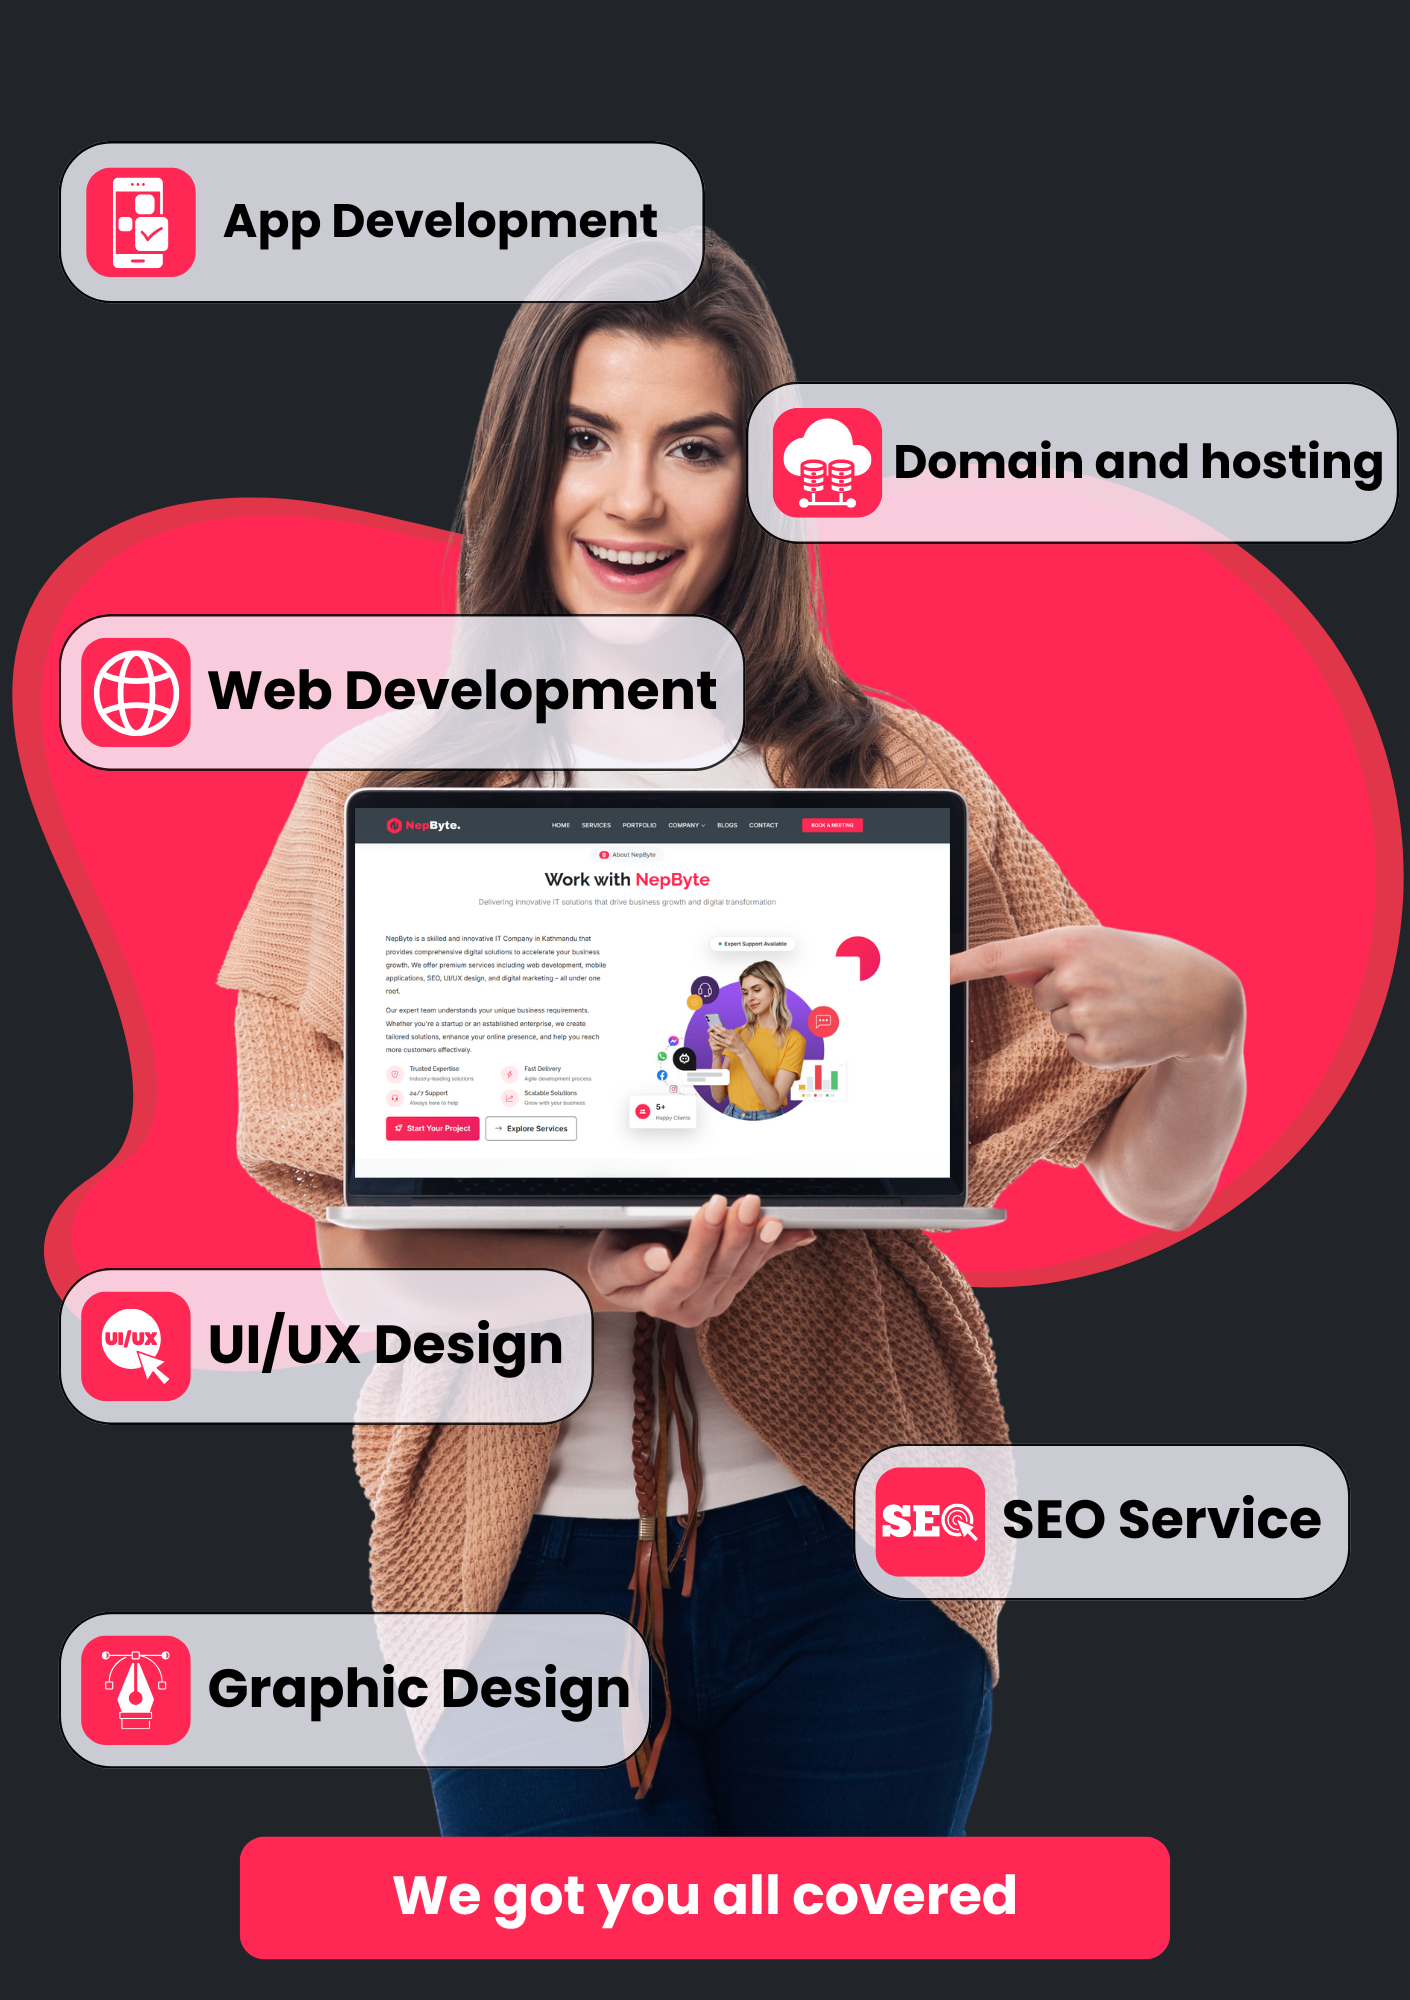 App Development
Domain and hosting
Web Development
NepByte.
HOME SERVICES PORTFOLIO COMPANY BLOGS CONTACT BOOK A MEETING
About NepByte
Work with NepByte
Delivering innovative IT solutions that drive business growth and digital transformation
NepByte is a skilled and innovative IT Company in Kathmandu that
provides comprehensive digital solutions to accelerate your business
growth. We offer premium services including web development, mobile
applications, SEO, UI/UX design, and digital marketing – all under one
roof.
Our expert team understands your unique business requirements.
Whether you're a startup or an established enterprise, we create
tailored solutions, enhance your online presence, and help you reach
more customers effectively.
Trusted Expertise
Industry-leading solutions
Fast Delivery
Agile development process
24/7 Support
Always here to help
Scalable Solutions
Grow with your business
Start Your Project
Explore Services
Expert Support Available
5+
Happy Clients
UI/UX
UI/UX Design
SEO
SEO Service
Graphic Design
We got you all covered